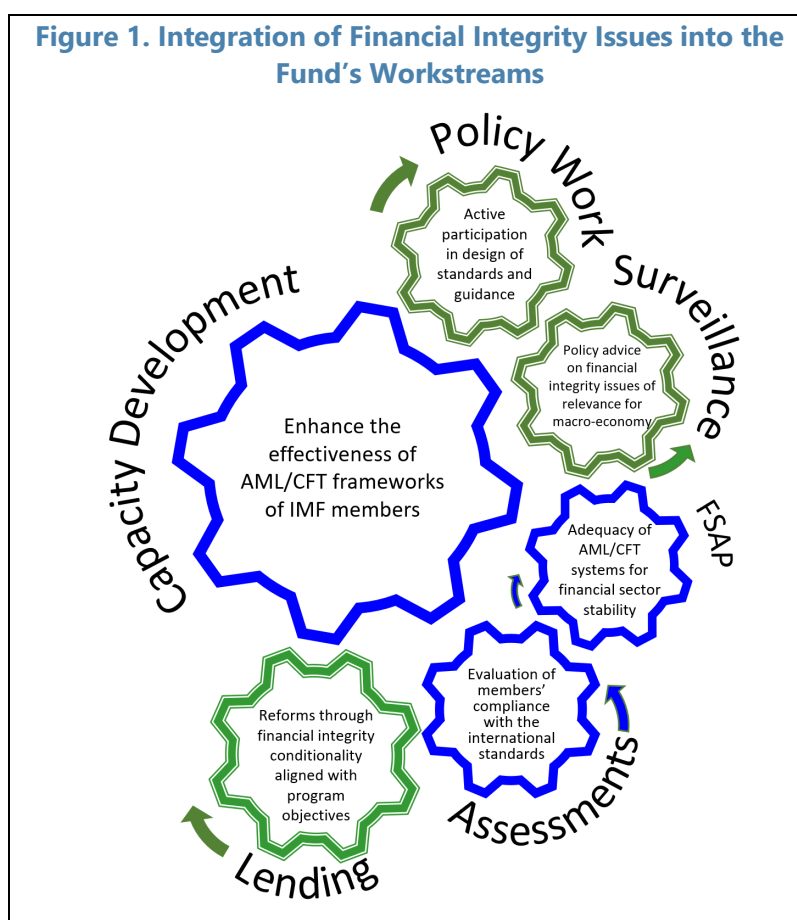 Figure 1. Integration of Financial Integrity Issues into the
Fund's Workstreams
Policy Work
Active
participation
in design of
standards and
guidance
Surveillance
Policy advice
on financial
integrity issues of
relevance for
macro-economy
Capacity Development
Enhance the
effectiveness of
AML/CFT frameworks
of IMF members
FSAP
Adequacy of
AML/CFT
systems for
financial sector
stability
Evaluation of
members'
compliance
with the
international
standards
Assessments
Reforms through
financial integrity
conditionality
aligned with
program
objectives
Lending